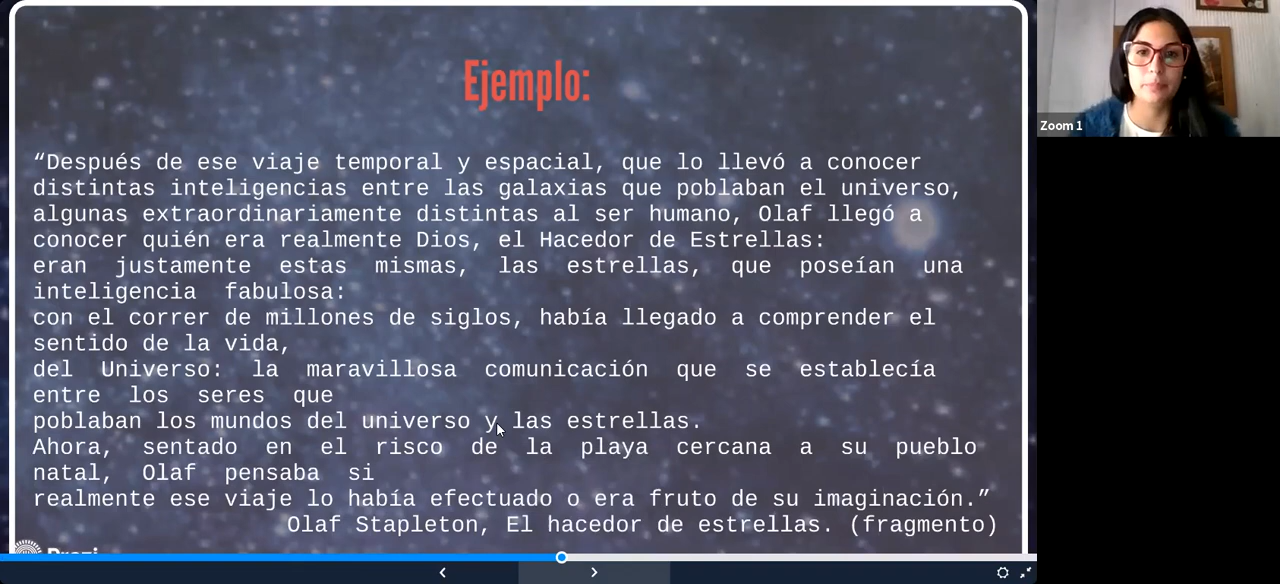 Ejemplo:
“Después de ese viaje temporal y espacial, que lo llevó a conocer
distintas inteligencias entre las galaxias que poblaban el universo,
algunas extraordinariamente distintas al ser humano, Olaf llegó a
conocer quién era realmente Dios, el Hacedor de Estrellas:
eran justamente estas mismas, las estrellas, que poseían una
inteligencia fabulosa:
con el correr de millones de siglos, había llegado a comprender el
sentido de la vida,
del Universo: la maravillosa comunicación que se establecía
entre los seres que
poblaban los mundos del universo y las estrellas.
Ahora, sentado en el risco de la playa cercana a su pueblo
natal, Olaf pensaba si
realmente ese viaje lo había efectuado o era fruto de su imaginación.”
Olaf Stapleton, El hacedor de estrellas. (fragmento)
Prezi
Zoom 1